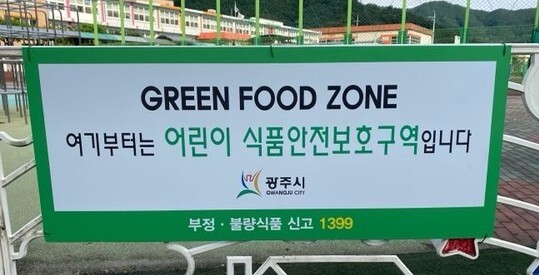 GREEN FOOD ZONE
여기부터는 어린이 식품안전보호구역입니다
광주시
GWANGJU CITY
부정·불량식품 신고 1399